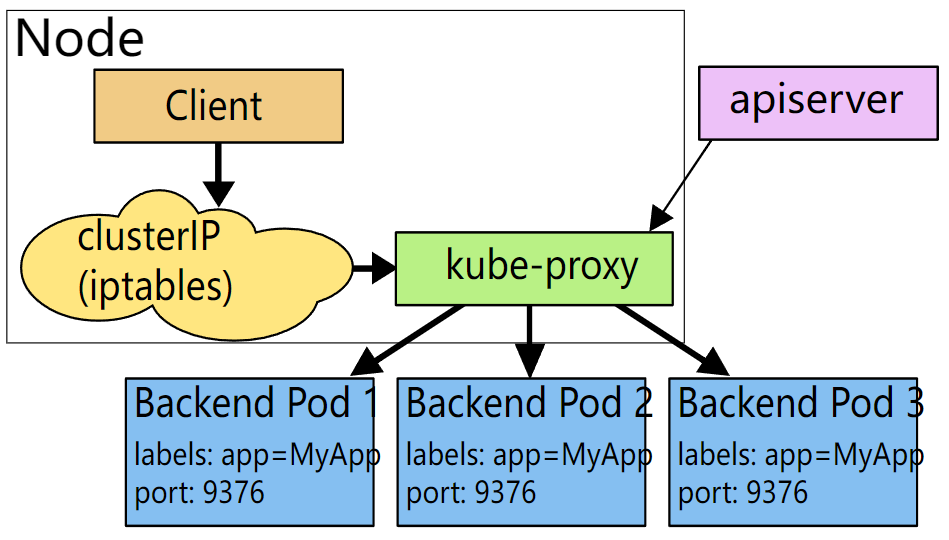 Node
Client
apiserver
clusterIP
(iptables)
kube-proxy
Backend Pod 1
labels: app=MyApp
port: 9376
Backend Pod 2
labels: app=MyApp
port: 9376
Backend Pod 3
labels: app=MyApp
port: 9376